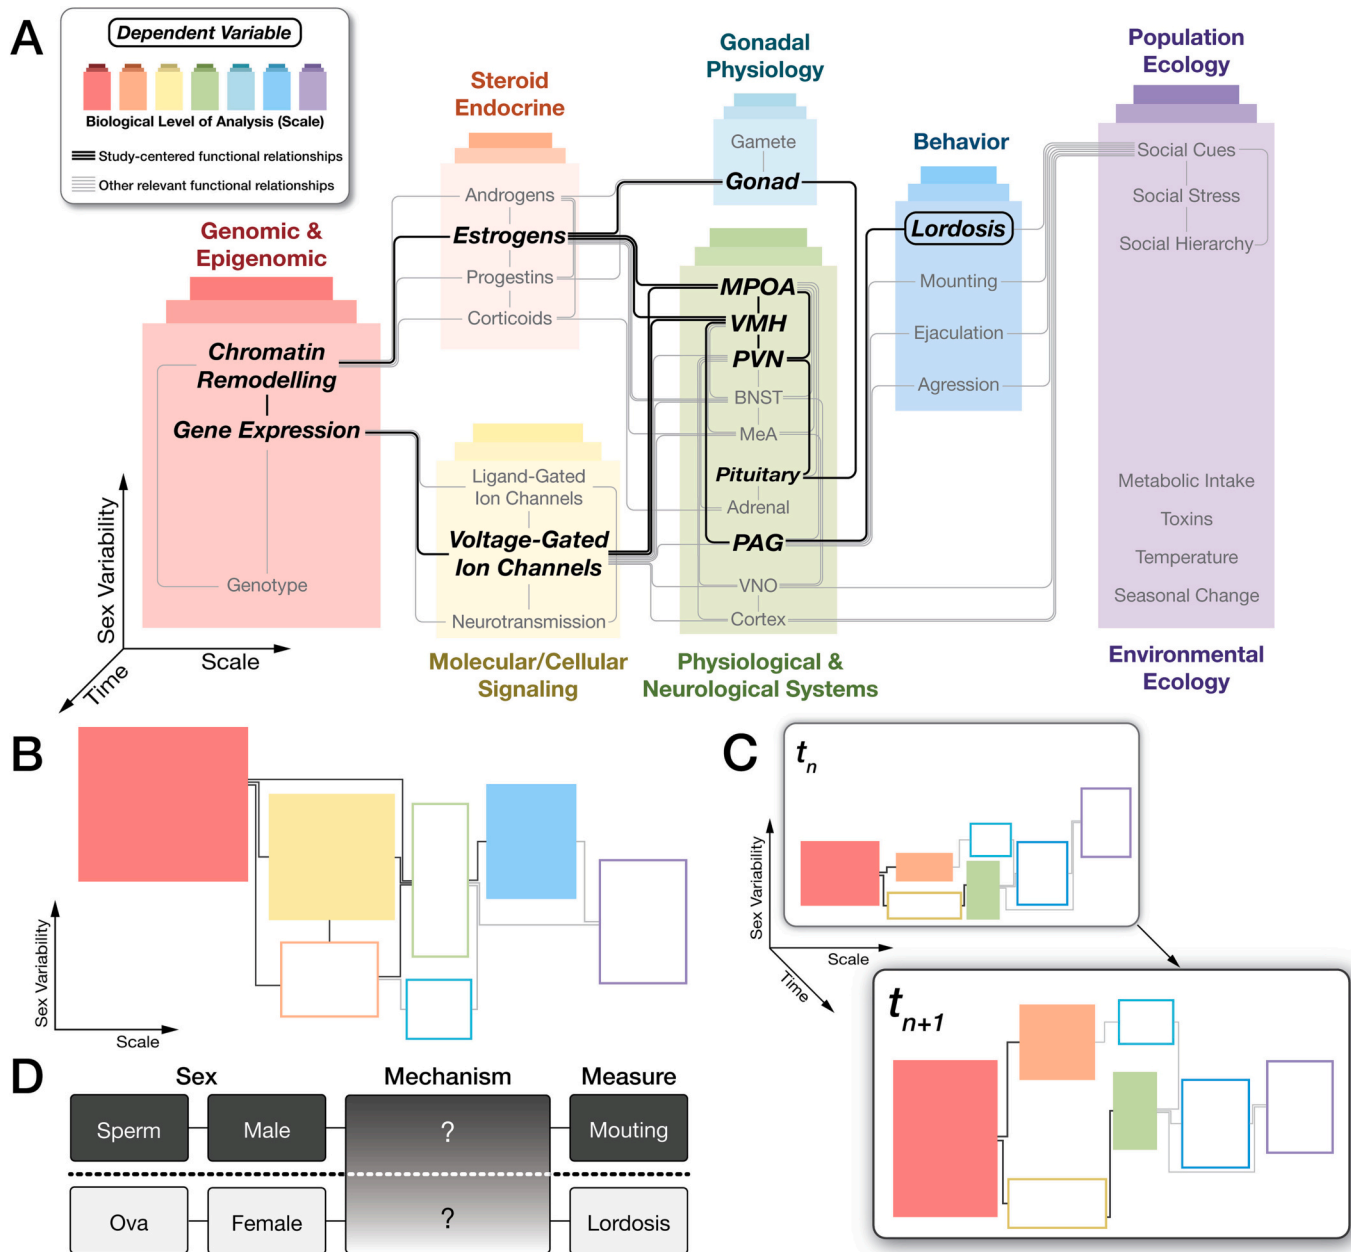 A
Dependent Variable
Biological Level of Analysis (Scale)
Study-centered functional relationships
Other relevant functional relationships
Genomic &
Epigenomic
Chromatin
Remodelling
Gene Expression
Genotype
Steroid
Endocrine
Androgens
Estrogens
Progestins
Corticoids
Ligand-Gated
Ion Channels
Voltage-Gated
Ion Channels
Neurotransmission
Molecular/Cellular
Signaling
Gonadal
Physiology
Gamete
Gonad
MPOA
VMH
PVN
BNST
MeA
Pituitary
Adrenal
PAG
VNO
Cortex
Physiological &
Neurological Systems
Behavior
Lordosis
Mounting
Ejaculation
Agression
Population
Ecology
Social Cues
Social Stress
Social Hierarchy
Metabolic Intake
Toxins
Temperature
Seasonal Change
Environmental
Ecology
Sex Variability
Scale
Time
B
Sex Variability
Scale
C
tn
Sex Variability
Scale
Time
tn+1
D
Sex Mechanism Measure
Sperm Male ? Mouting
Ova Female ? Lordosis